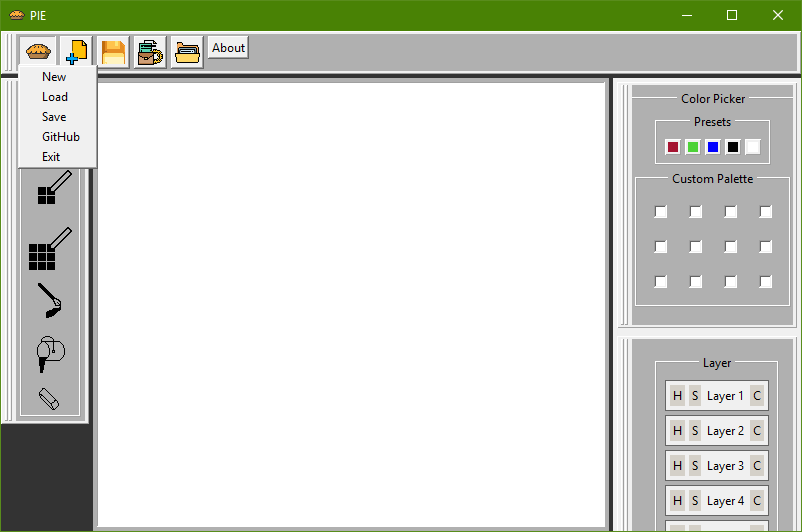 PIE
About
New
Load
Save
GitHub
Exit
Color Picker
Presets
Custom Palette
Layer
H S Layer 1 C
H S Layer 2 C
H S Layer 3 C
H S Layer 4 C